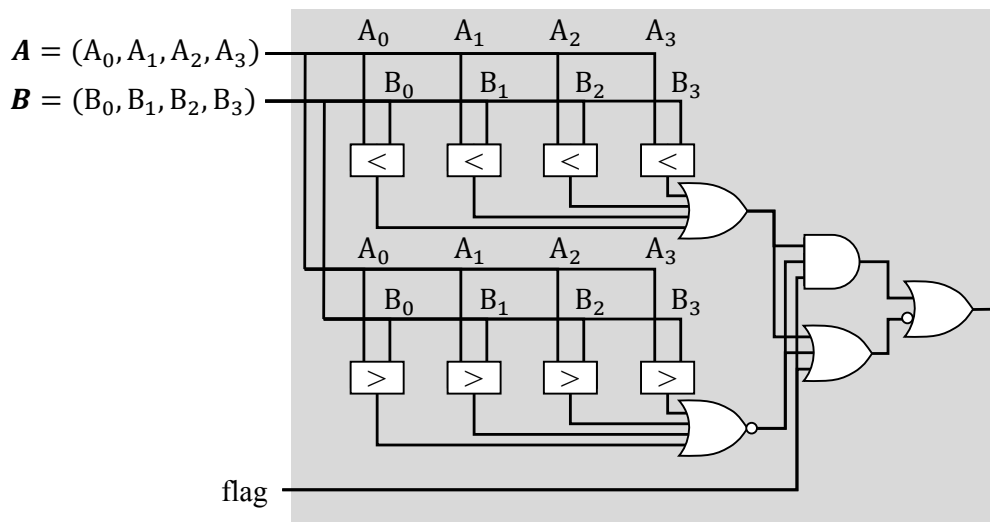 𝑨 = (A₀, A₁, A₂, A₃)
𝑩 = (B₀, B₁, B₂, B₃)
A₀ A₁ A₂ A₃
B₀ B₁ B₂ B₃
< < < <
A₀ A₁ A₂ A₃
B₀ B₁ B₂ B₃
> > > >
flag